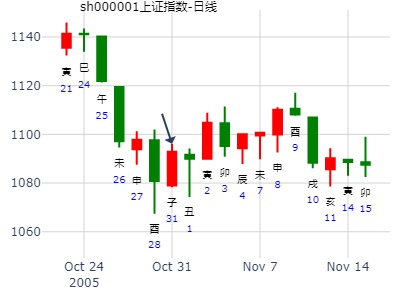 sh000001上证指数-日线
1140
1120
1100
1080
1060
寅
21
巳
24
午
25
未
26
申
27
酉
28
子
31
丑
1
寅
2
卯
3
辰
4
未
7
申
8
酉
9
戌
10
亥
11
寅
14
卯
15
Oct 24
2005
Oct 31
Nov 7
Nov 14